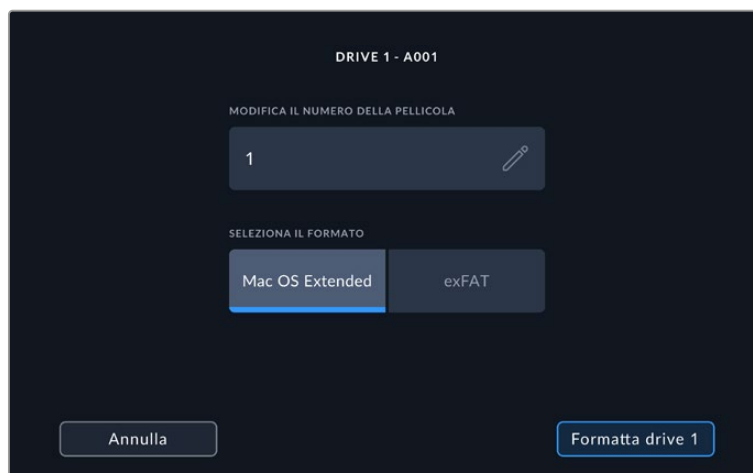 DRIVE 1 - A001
MODIFICA IL NUMERO DELLA PELLICOLA
1
SELEZIONA IL FORMATO
Mac OS Extended
exFAT
Annulla
Formatta drive 1